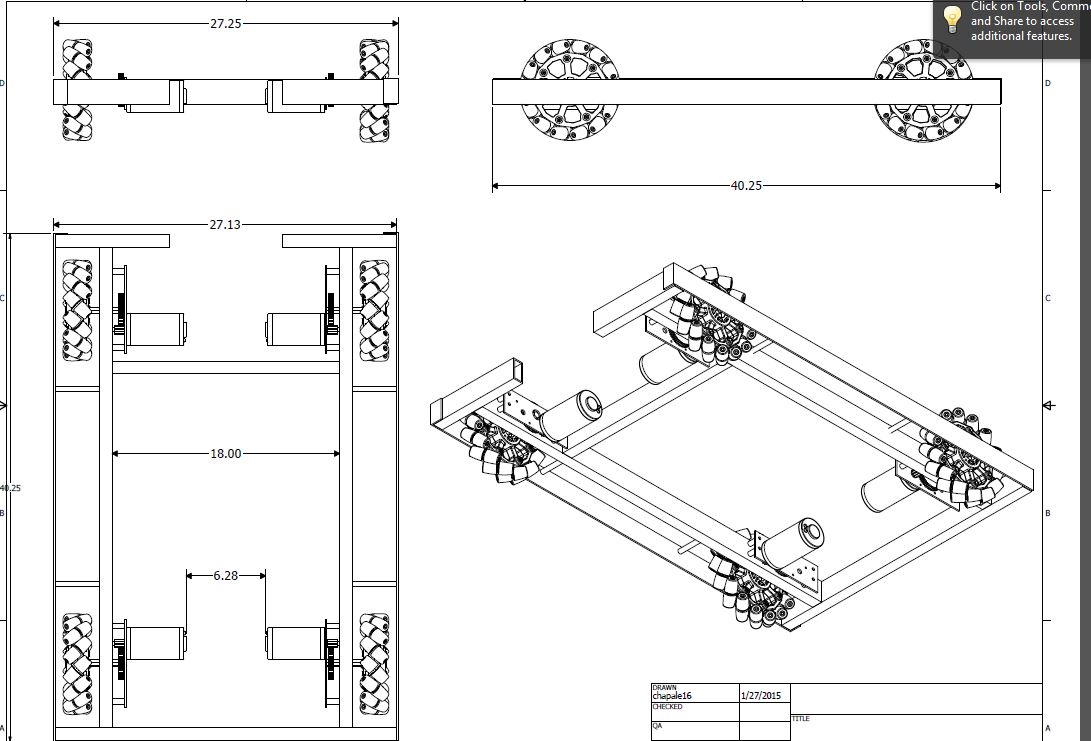 Click on Tools, Comme
and Share to access
additional features.
27.25
D
D
40.25
27.13
C
C
18.00
40.25
B
B
6.28
DRAWN
chapale16
1/27/2015
CHECKED
QA
TITLE
A
A